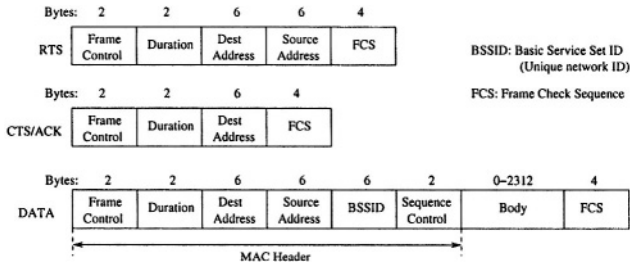 Bytes: 2 2 6 6 4
RTS Frame Control Duration Dest Address Source Address FCS
BSSID: Basic Service Set ID
(Unique network ID)
Bytes: 2 2 6 4
FCS: Frame Check Sequence
CTS/ACK Frame Control Duration Dest Address FCS
Bytes: 2 2 6 6 6 2 0-2312 4
DATA Frame Control Duration Dest Address Source Address BSSID Sequence Control Body FCS
MAC Header